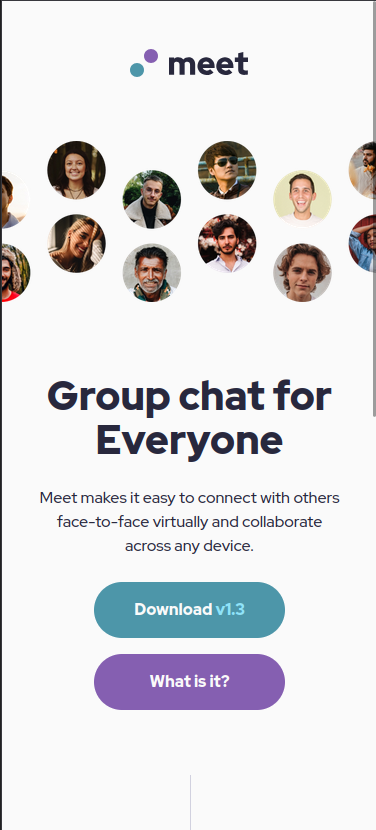 meet
Group chat for
Everyone
Meet makes it easy to connect with others
face-to-face virtually and collaborate
across any device.
Download v1.3
What is it?